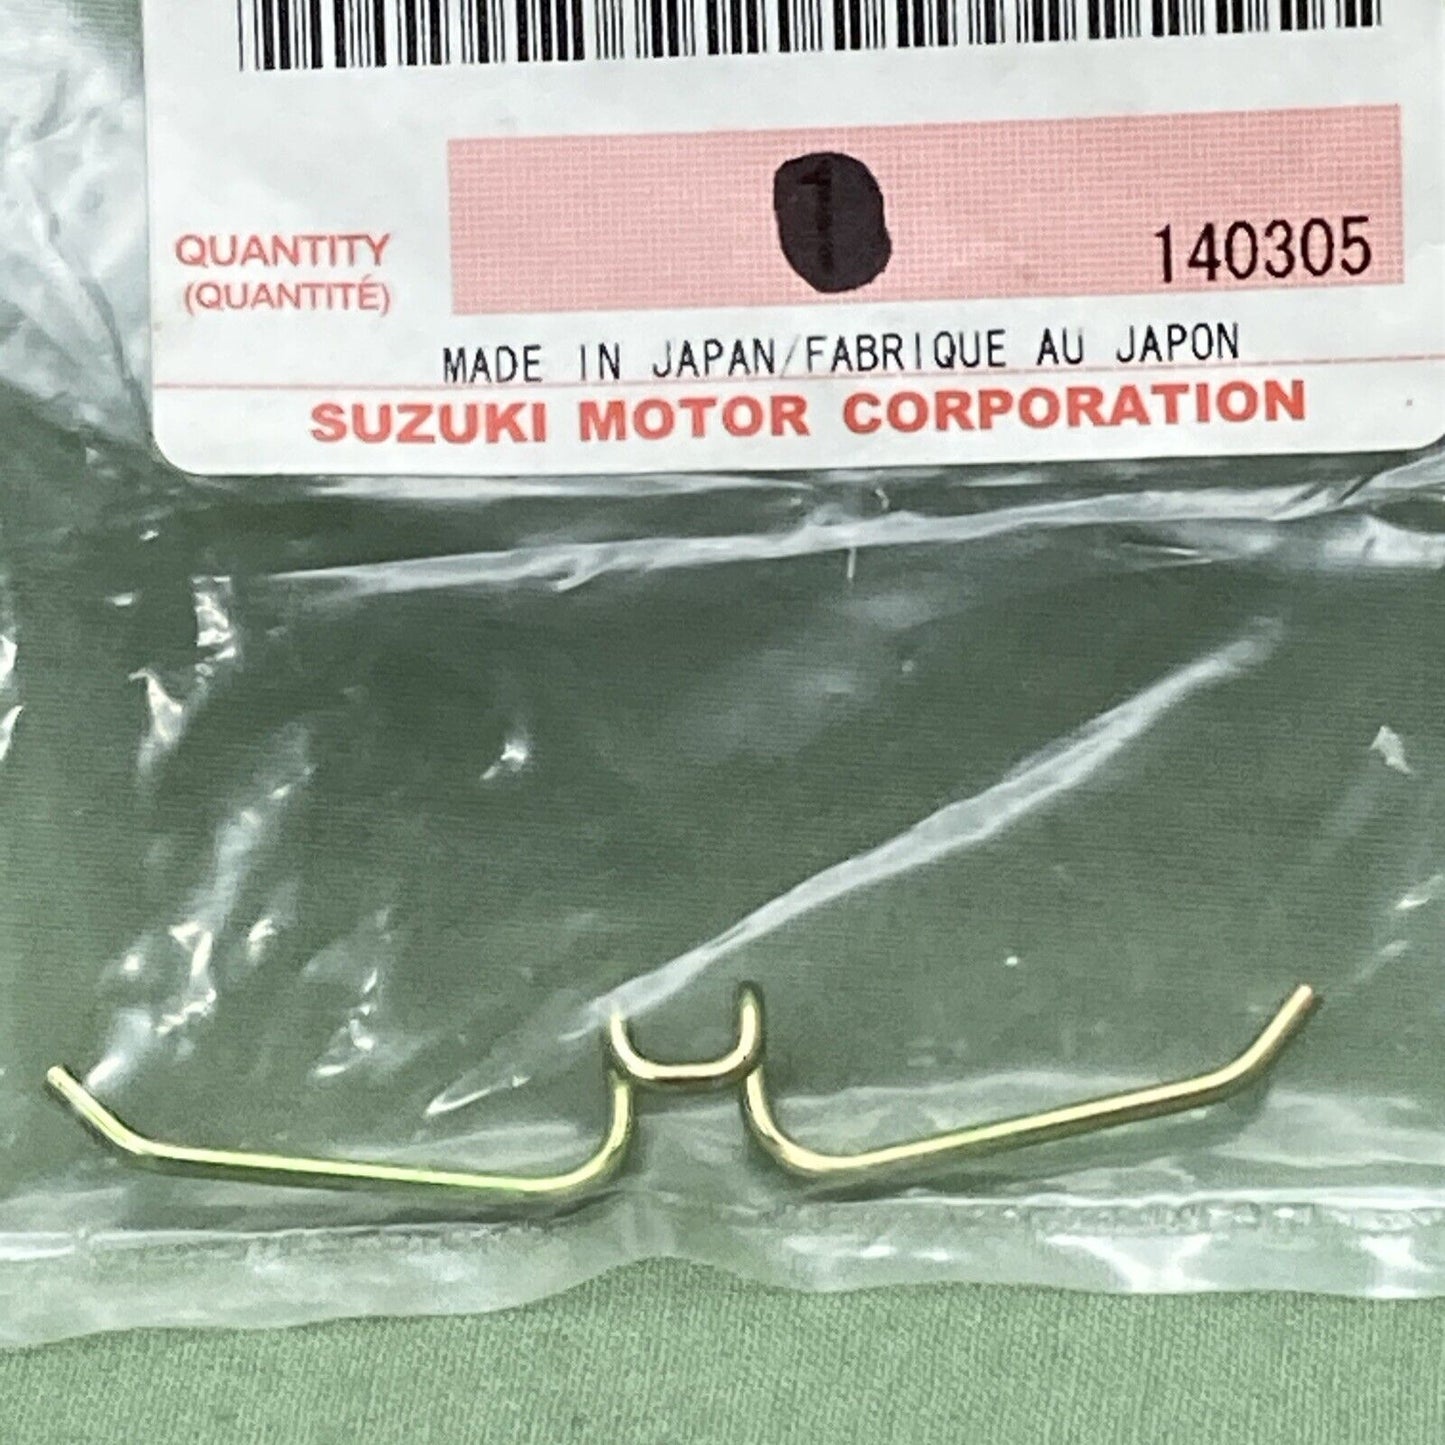 QUANTITY
(QUANTITÉ)
1
140305
MADE IN JAPAN/FABRIQUE AU JAPON
SUZUKI MOTOR CORPORATION